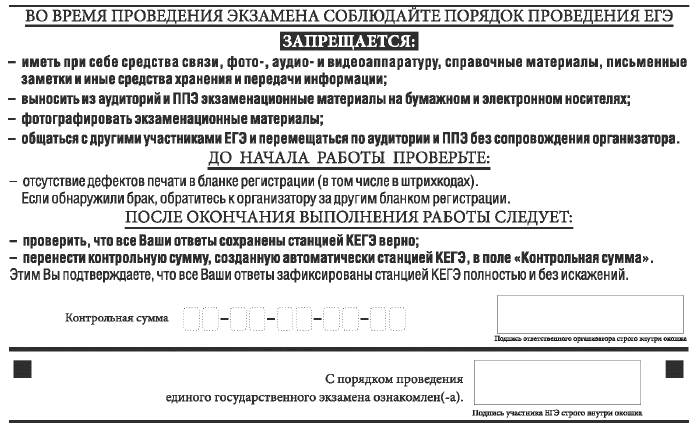 ВО ВРЕМЯ ПРОВЕДЕНИЯ ЭКЗАМЕНА СОБЛЮДАЙТЕ ПОРЯДОК ПРОВЕДЕНИЯ ЕГЭ
ЗАПРЕЩАЕТСЯ:
– иметь при себе средства связи, фото-, аудио- и видеоаппаратуру, справочные материалы, письменные
заметки и иные средства хранения и передачи информации;
– выносить из аудиторий и ППЭ экзаменационные материалы на бумажном и электронном носителях;
– фотографировать экзаменационные материалы;
– общаться с другими участниками ЕГЭ и перемещаться по аудитории и ППЭ без сопровождения организатора.
ДО НАЧАЛА РАБОТЫ ПРОВЕРЬТЕ:
– отсутствие дефектов печати в бланке регистрации (в том числе в штрихкодах).
Если обнаружили брак, обратитесь к организатору за другим бланком регистрации.
ПОСЛЕ ОКОНЧАНИЯ ВЫПОЛНЕНИЯ РАБОТЫ СЛЕДУЕТ:
– проверить, что все Ваши ответы сохранены станцией КЕГЭ верно;
– перенести контрольную сумму, созданную автоматически станцией КЕГЭ, в поле «Контрольная сумма».
Этим Вы подтверждаете, что все Ваши ответы зафиксированы станцией КЕГЭ полностью и без искажений.
Контрольная сумма
Подпись ответственного организатора строго внутри окошка
С порядком проведения
единого государственного экзамена ознакомлен(-а).
Подпись участника ЕГЭ строго внутри окошка